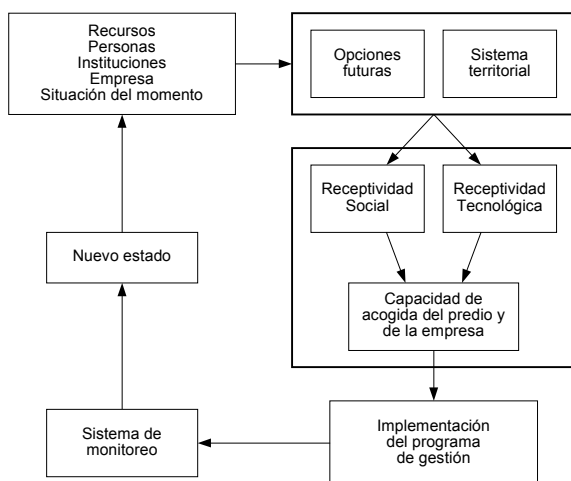 Recursos
Personas
Instituciones
Empresa
Situación del momento
Opciones
futuras
Sistema
territorial
Receptividad
Social
Receptividad
Tecnológica
Nuevo estado
Capacidad de
acogida del predio y
de la empresa
Sistema de
monitoreo
Implementación
del programa
de gestión